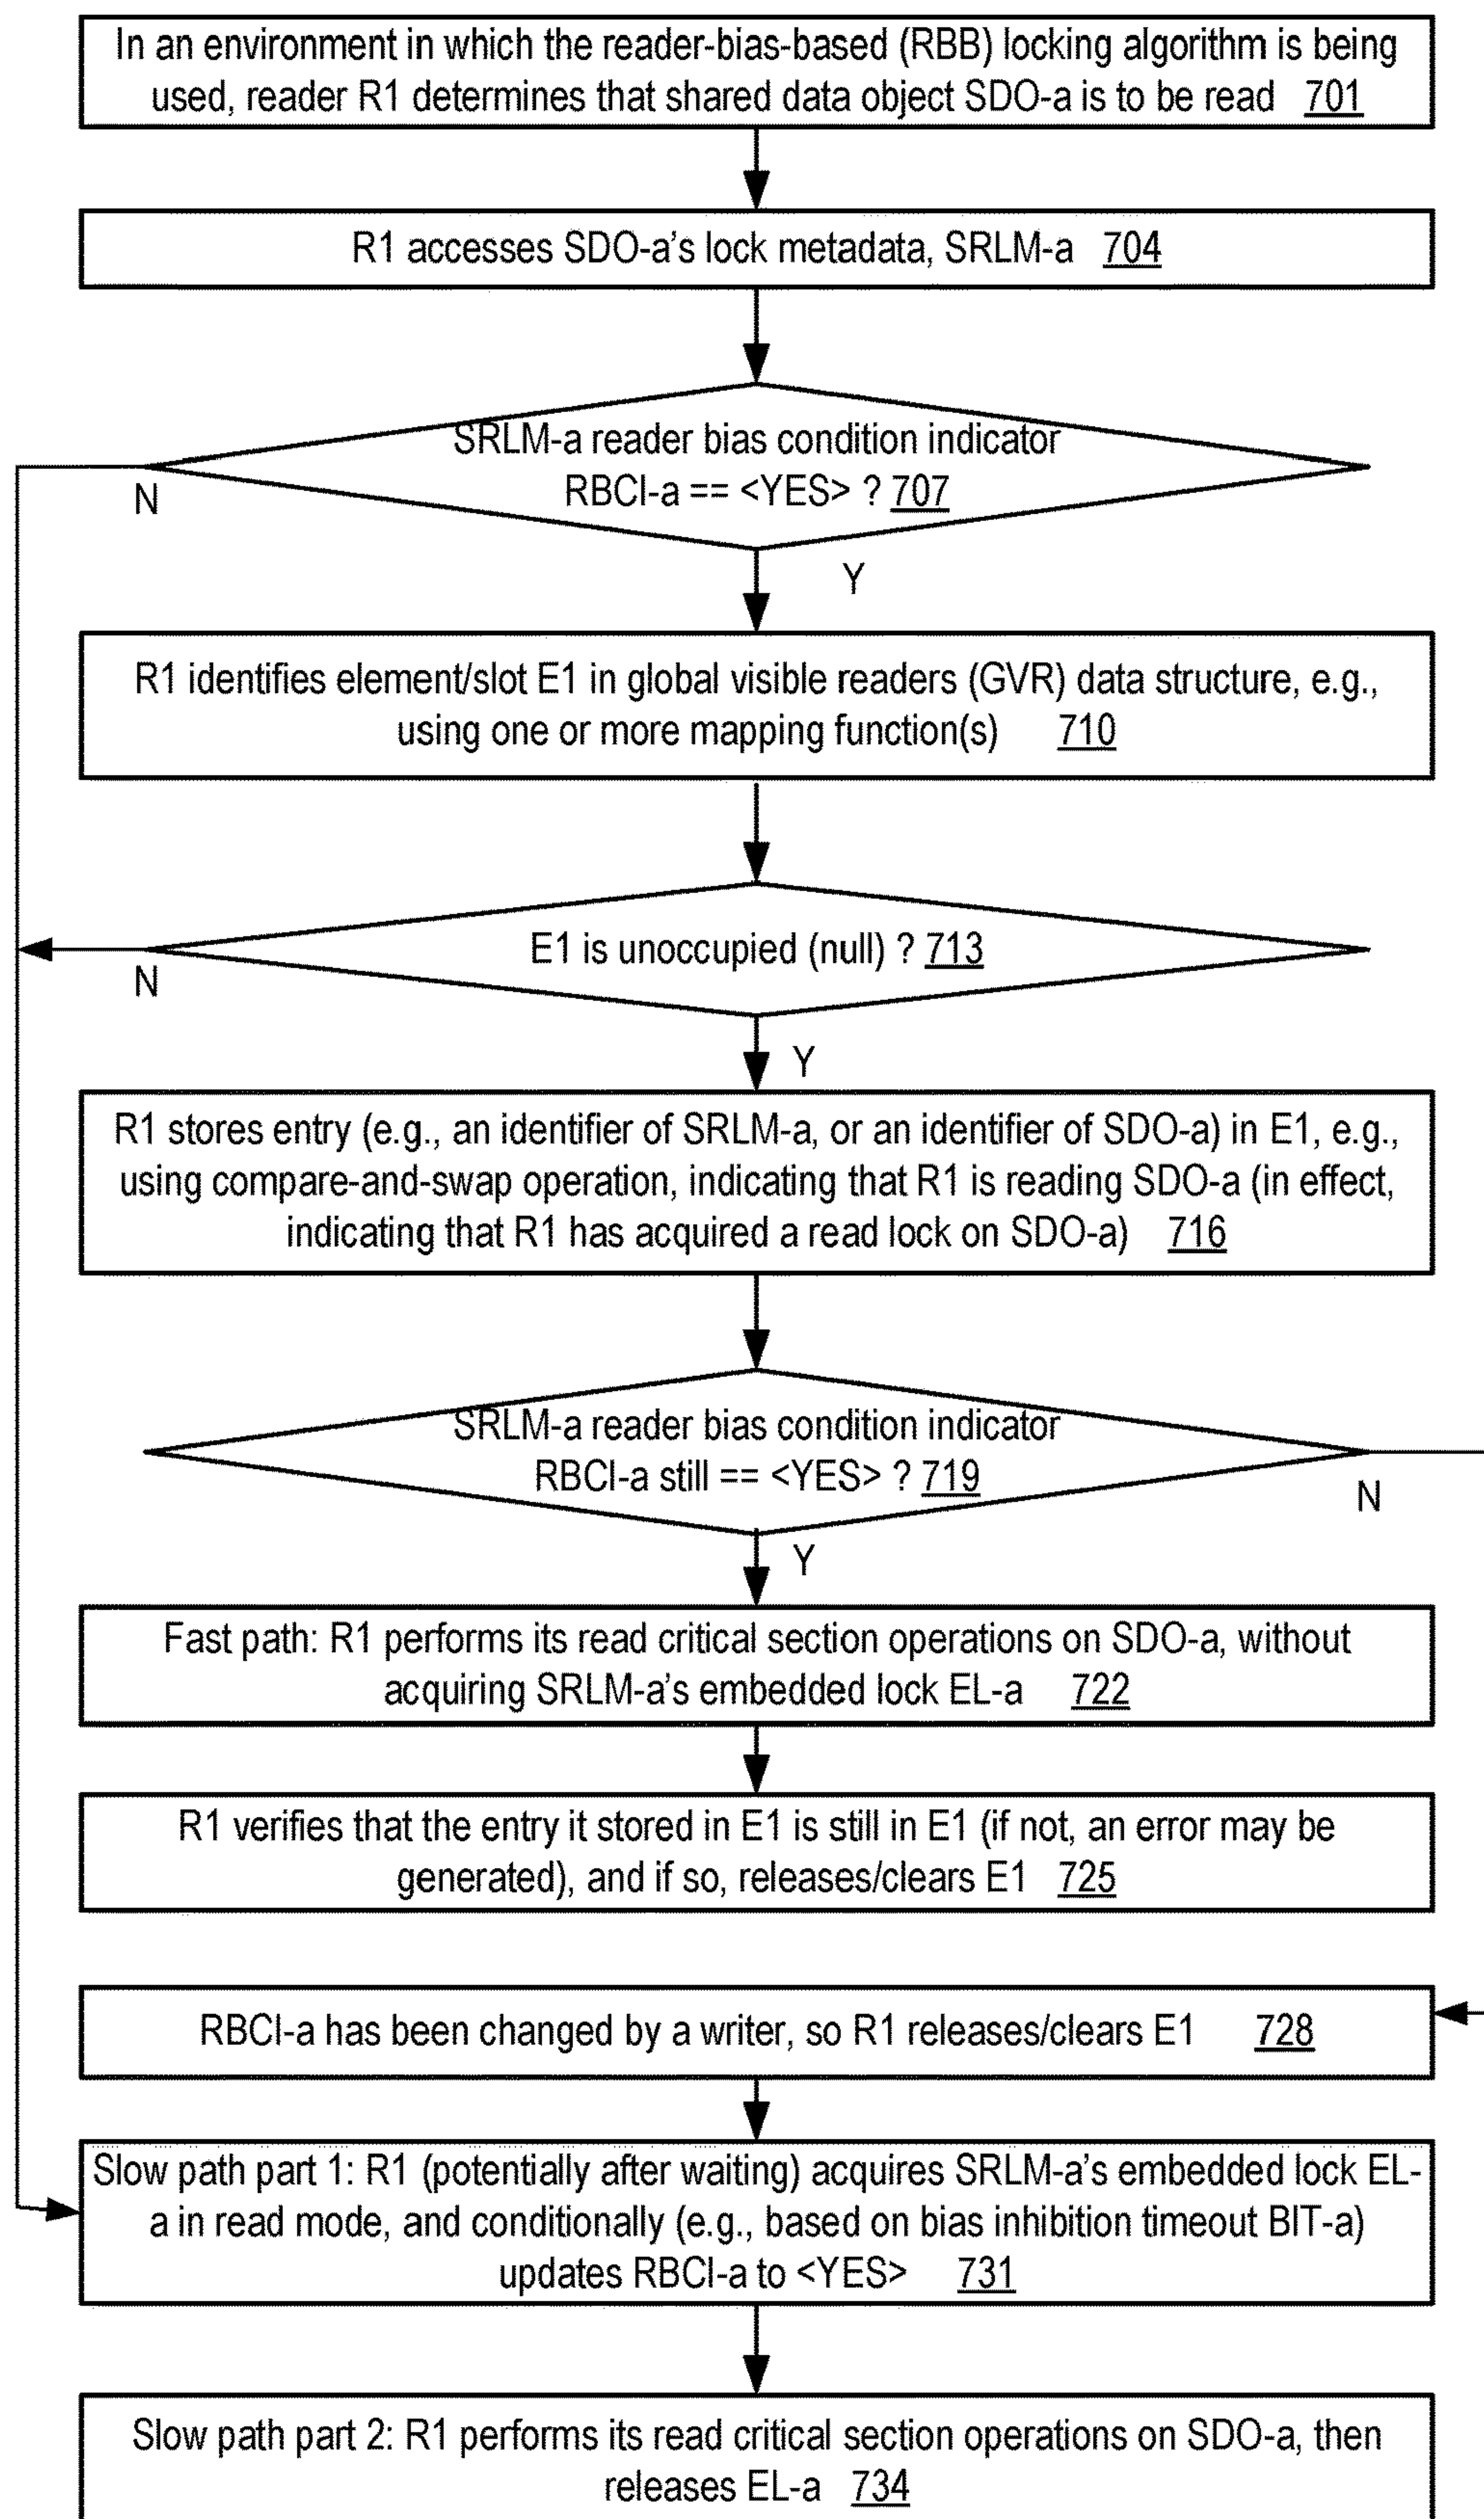 In an environment in which the reader-bias-based (RBB) locking algorithm is being
used, reader R1 determines that shared data object SDO-a is to be read 701
R1 accesses SDO-a's lock metadata, SRLM-a 704
SRLM-a reader bias condition indicator
RBCI-a == <YES> ? 707
N
Y
R1 identifies element/slot E1 in global visible readers (GVR) data structure, e.g.,
using one or more mapping function(s) 710
E1 is unoccupied (null) ? 713
N
Y
R1 stores entry (e.g., an identifier of SRLM-a, or an identifier of SDO-a) in E1, e.g.,
using compare-and-swap operation, indicating that R1 is reading SDO-a (in effect,
indicating that R1 has acquired a read lock on SDO-a) 716
SRLM-a reader bias condition indicator
RBCI-a still == <YES> ? 719
N
Y
Fast path: R1 performs its read critical section operations on SDO-a, without
acquiring SRLM-a's embedded lock EL-a 722
R1 verifies that the entry it stored in E1 is still in E1 (if not, an error may be
generated), and if so, releases/clears E1 725
RBCI-a has been changed by a writer, so R1 releases/clears E1 728
Slow path part 1: R1 (potentially after waiting) acquires SRLM-a's embedded lock EL-
a in read mode, and conditionally (e.g., based on bias inhibition timeout BIT-a)
updates RBCI-a to <YES> 731
Slow path part 2: R1 performs its read critical section operations on SDO-a, then
releases EL-a 734